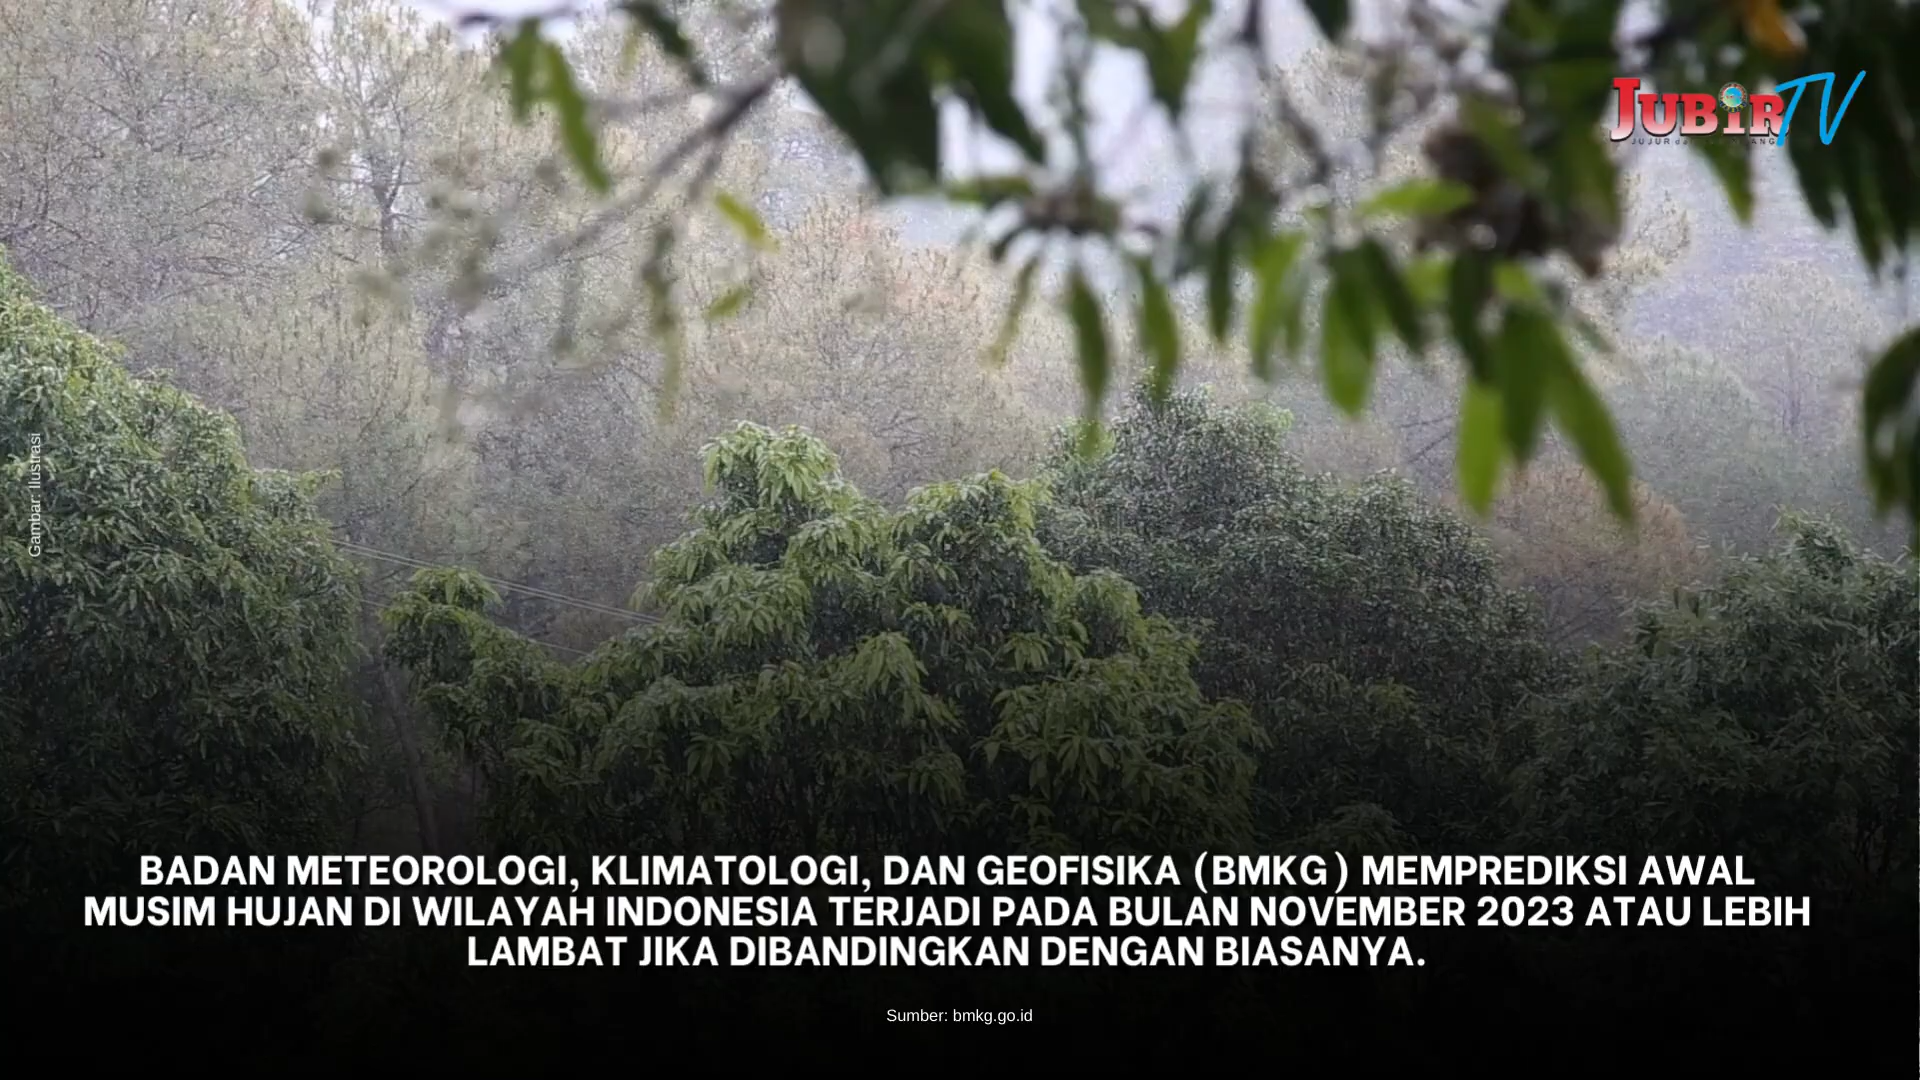 JUBIR TV
Gambar: Ilustrasi
BADAN METEOROLOGI, KLIMATOLOGI, DAN GEOFISIKA (BMKG) MEMPREDIKSI AWAL
MUSIM HUJAN DI WILAYAH INDONESIA TERJADI PADA BULAN NOVEMBER 2023 ATAU LEBIH
LAMBAT JIKA DIBANDINGKAN DENGAN BIASANYA.
Sumber: bmkg.go.id